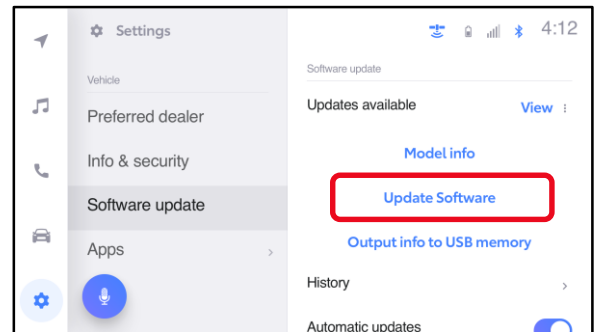 Settings
4:12
Vehicle
Preferred dealer
Info & security
Software update
Apps
Software update
Updates available
View
Model info
Update Software
Output info to USB memory
History
Automatic updates